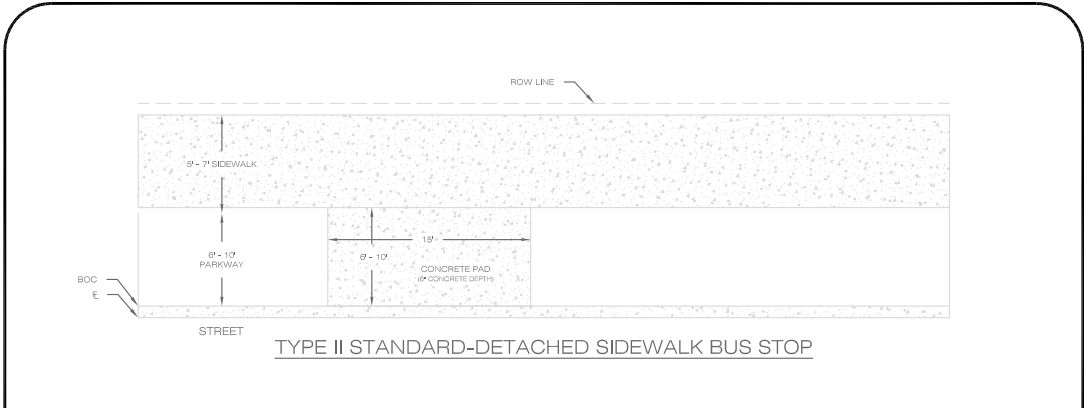 ROW LINE
5' - 7' SIDEWALK
15'
6' - 10'
PARKWAY
6' - 10'
CONCRETE PAD
(6" CONCRETE DEPTH)
BOC
STREET
TYPE II STANDARD-DETACHED SIDEWALK BUS STOP